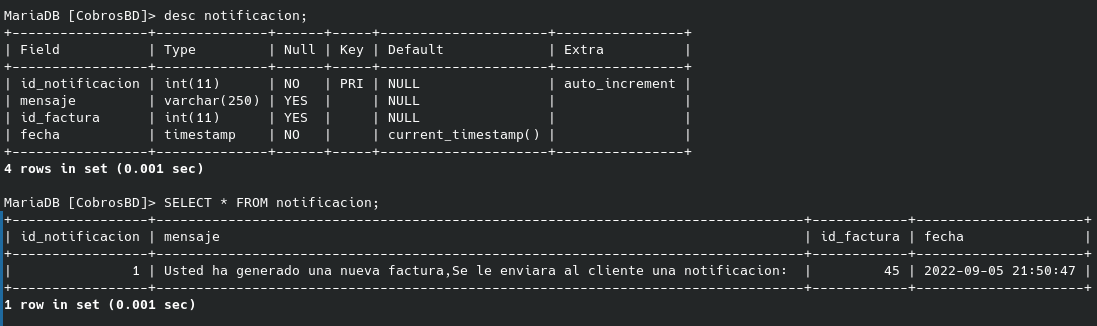 MariaDB [CobrosBD]> desc notificacion;
+-----------------+--------------+------+-----+---------------------+----------------+
| Field           | Type         | Null | Key | Default             | Extra          |
+-----------------+--------------+------+-----+---------------------+----------------+
| id_notificacion | int(11)      | NO   | PRI | NULL                | auto_increment |
| mensaje         | varchar(250) | YES  |     | NULL                |                |
| id_factura      | int(11)      | YES  |     | NULL                |                |
| fecha           | timestamp    | NO   |     | current_timestamp() |                |
+-----------------+--------------+------+-----+---------------------+----------------+
4 rows in set (0.001 sec)
MariaDB [CobrosBD]> SELECT * FROM notificacion;
+-----------------+---------------------------------------------------------------------------------+------------+---------------------+
| id_notificacion | mensaje                                                                         | id_factura | fecha               |
+-----------------+---------------------------------------------------------------------------------+------------+---------------------+
|               1 | Usted ha generado una nueva factura,Se le enviara al cliente una notificacion:  |         45 | 2022-09-05 21:50:47 |
+-----------------+---------------------------------------------------------------------------------+------------+---------------------+
1 row in set (0.001 sec)